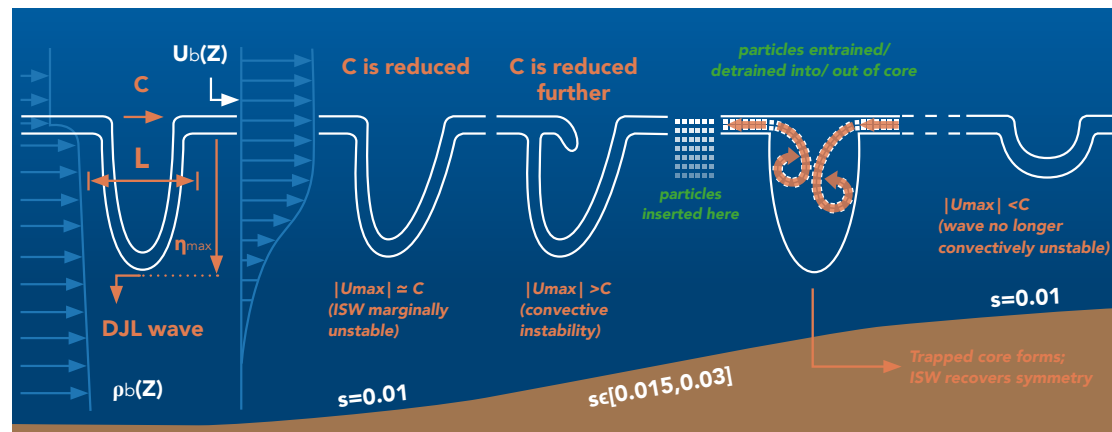 C
L
ηmax
DJL wave
ρb(Z)
Ub(Z)
C is reduced
|Umax| ≃ C
(ISW marginally
unstable)
s=0.01
C is reduced
further
|Umax| >C
(convective
instability)
sϵ[0.015,0.03]
particles entrained/
detrained into/ out of core
particles
inserted here
Trapped core forms;
ISW recovers symmetry
|Umax| <C
(wave no longer
convectively unstable)
s=0.01